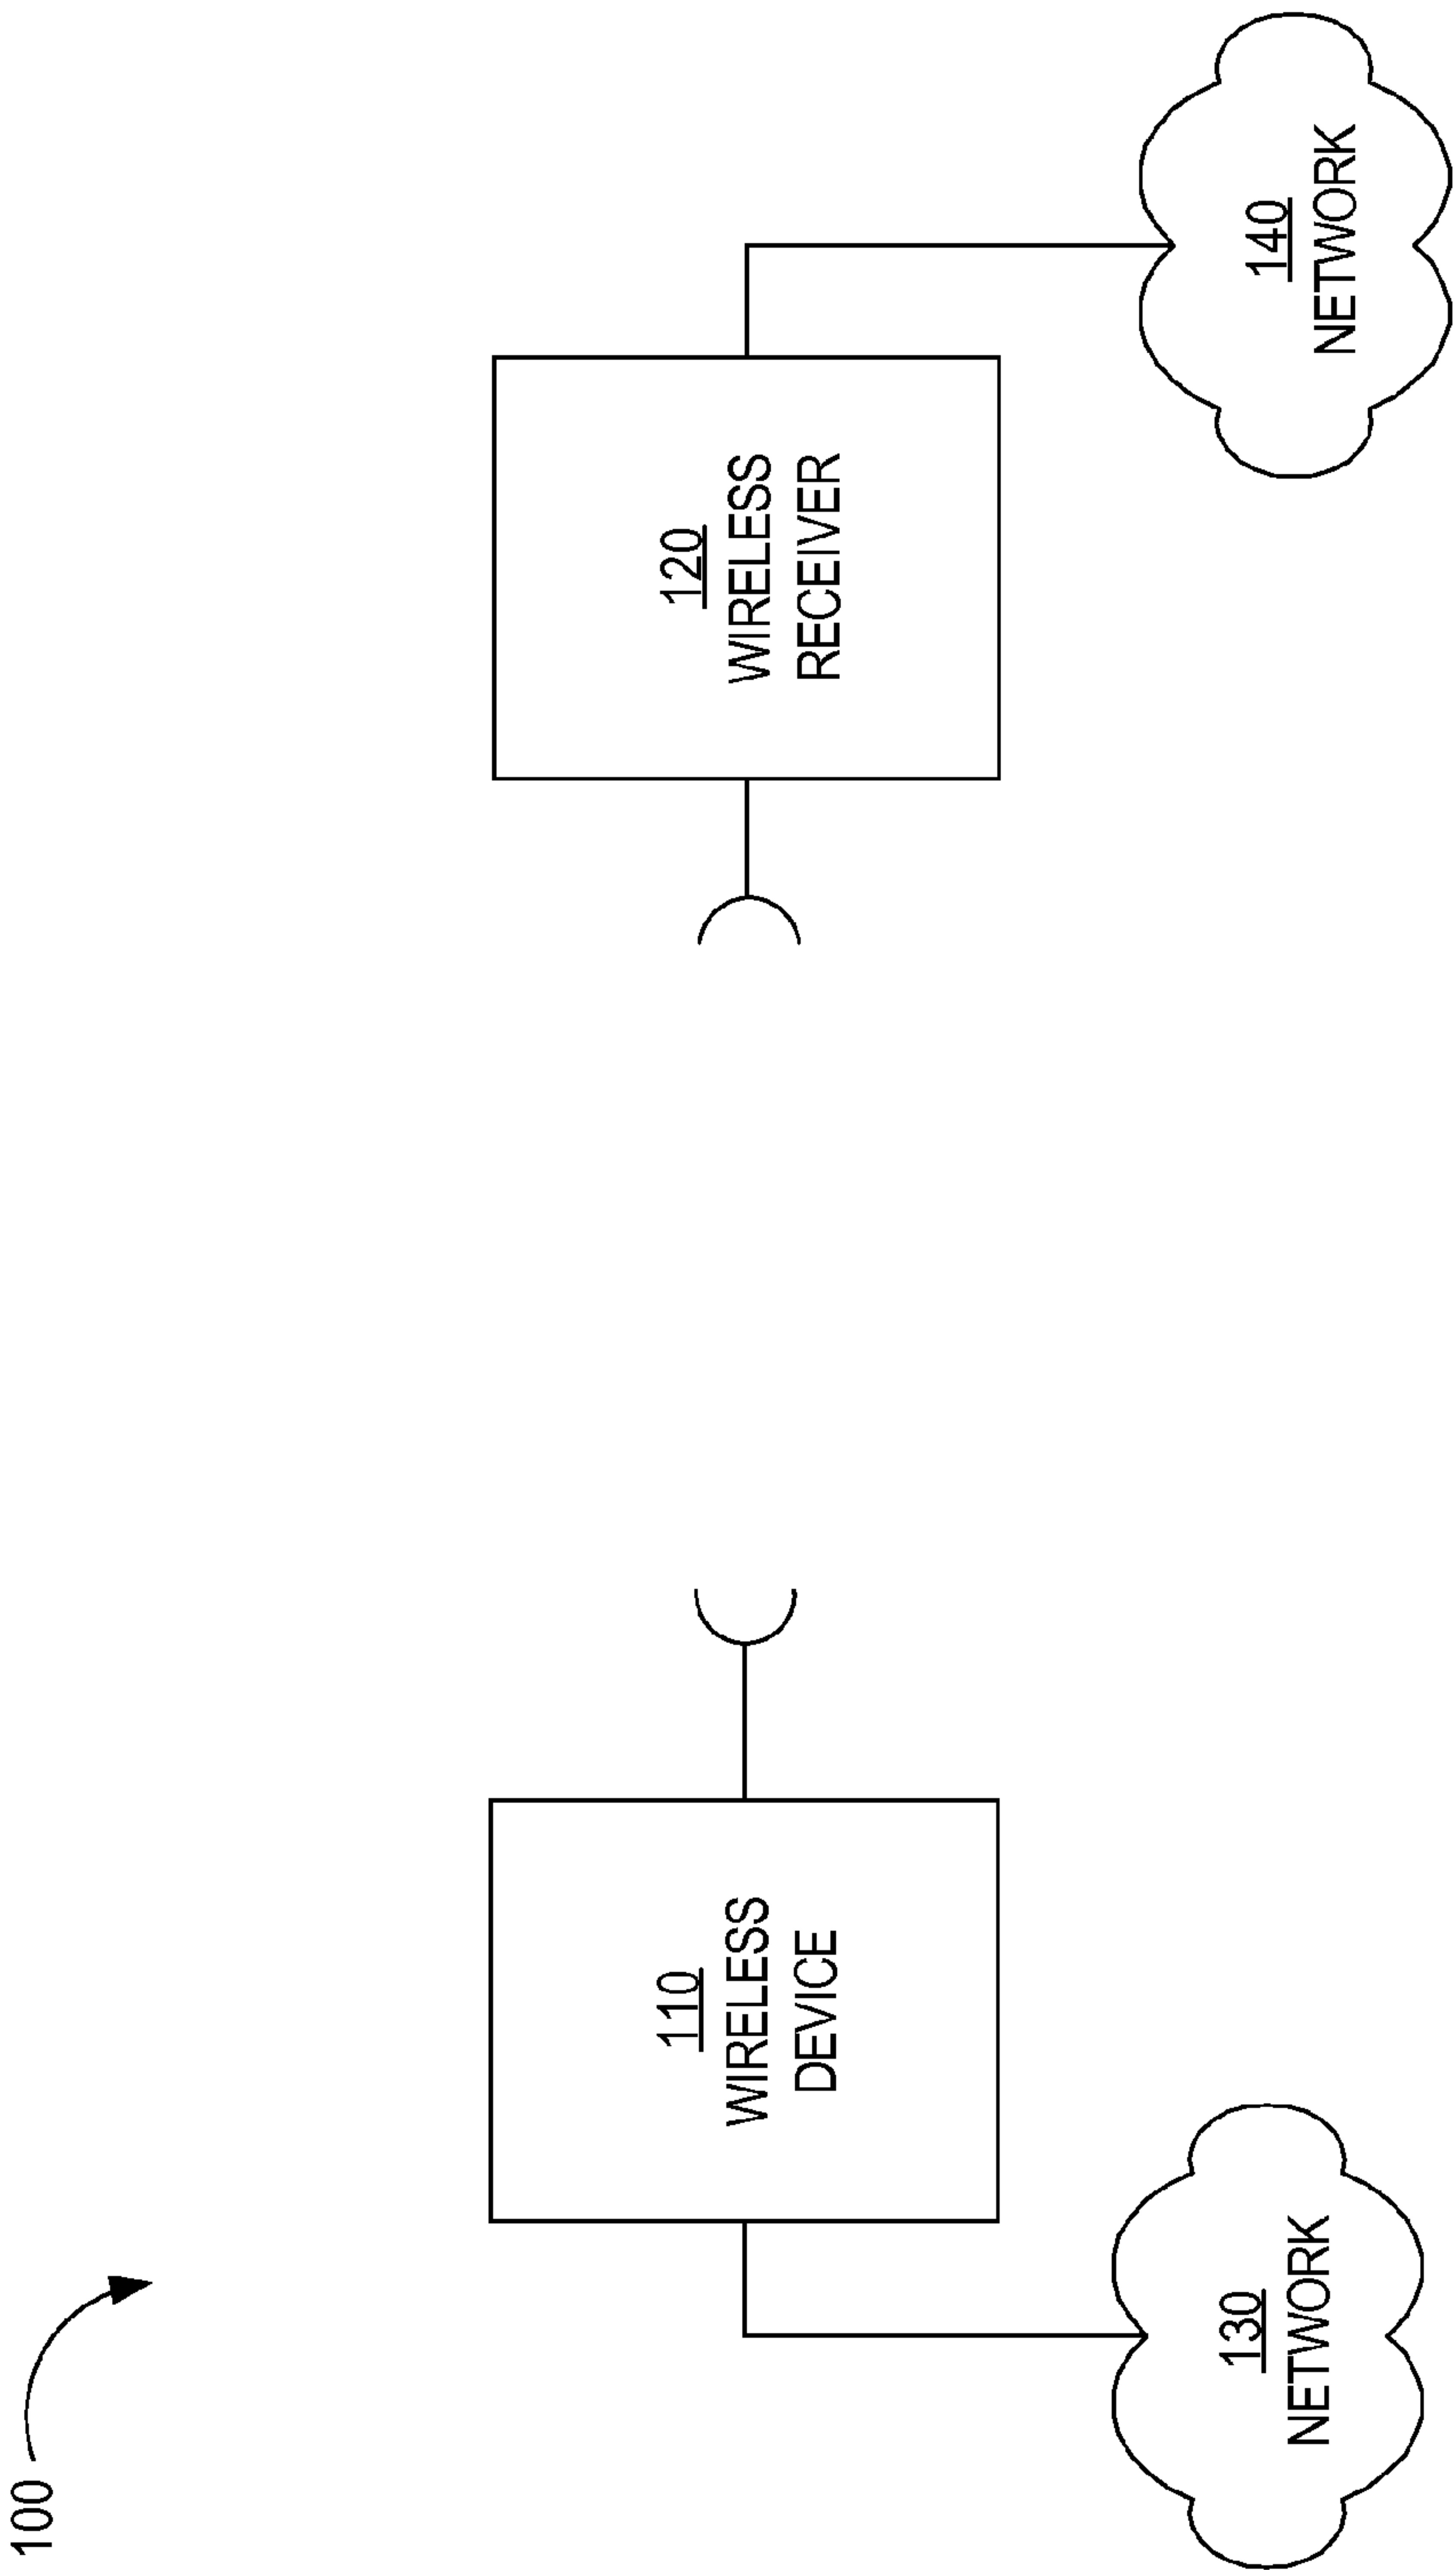 100
110
WIRELESS
DEVICE
120
WIRELESS
RECEIVER
130
NETWORK
140
NETWORK